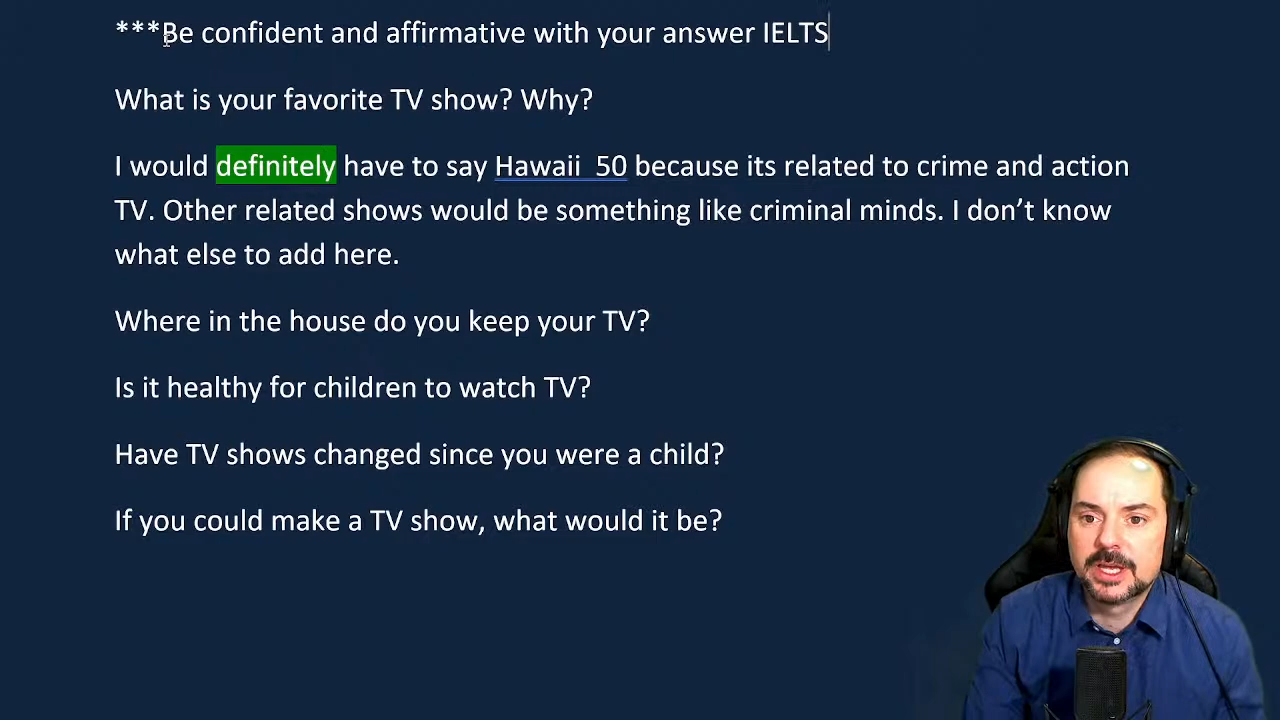 ***Be confident and affirmative with your answer IELTS
What is your favorite TV show? Why?
I would definitely have to say Hawaii  50 because its related to crime and action
TV. Other related shows would be something like criminal minds. I don’t know
what else to add here.
Where in the house do you keep your TV?
Is it healthy for children to watch TV?
Have TV shows changed since you were a child?
If you could make a TV show, what would it be?